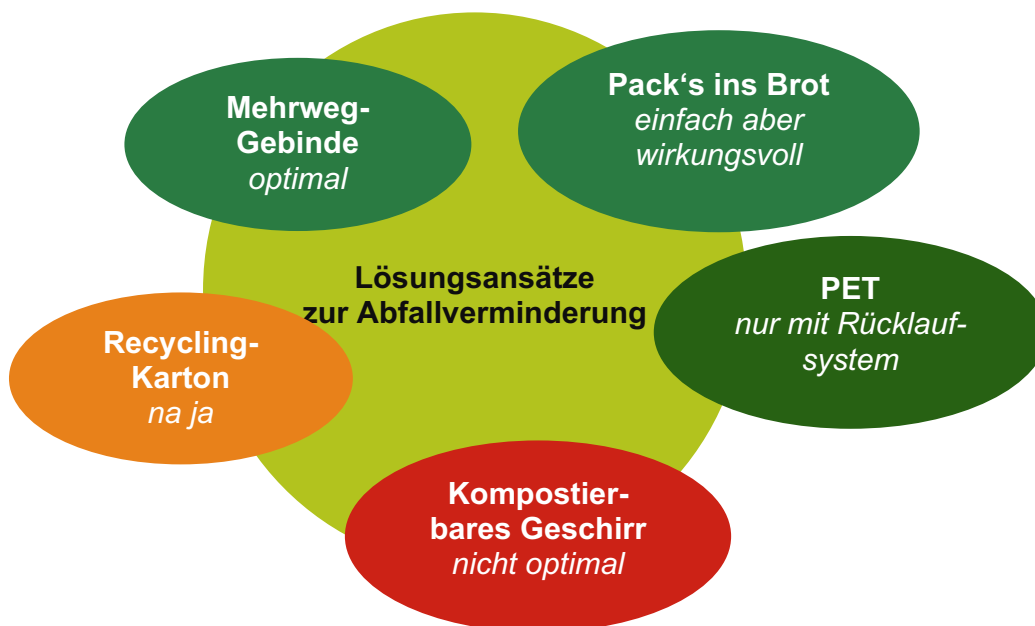 Mehrweg-
Gebinde
optimal
Pack‘s ins Brot
einfach aber
wirkungsvoll
Lösungsansätze
zur Abfallverminderung
PET
nur mit Rücklauf-
system
Recycling-
Karton
na ja
Kompostier-
bares Geschirr
nicht optimal